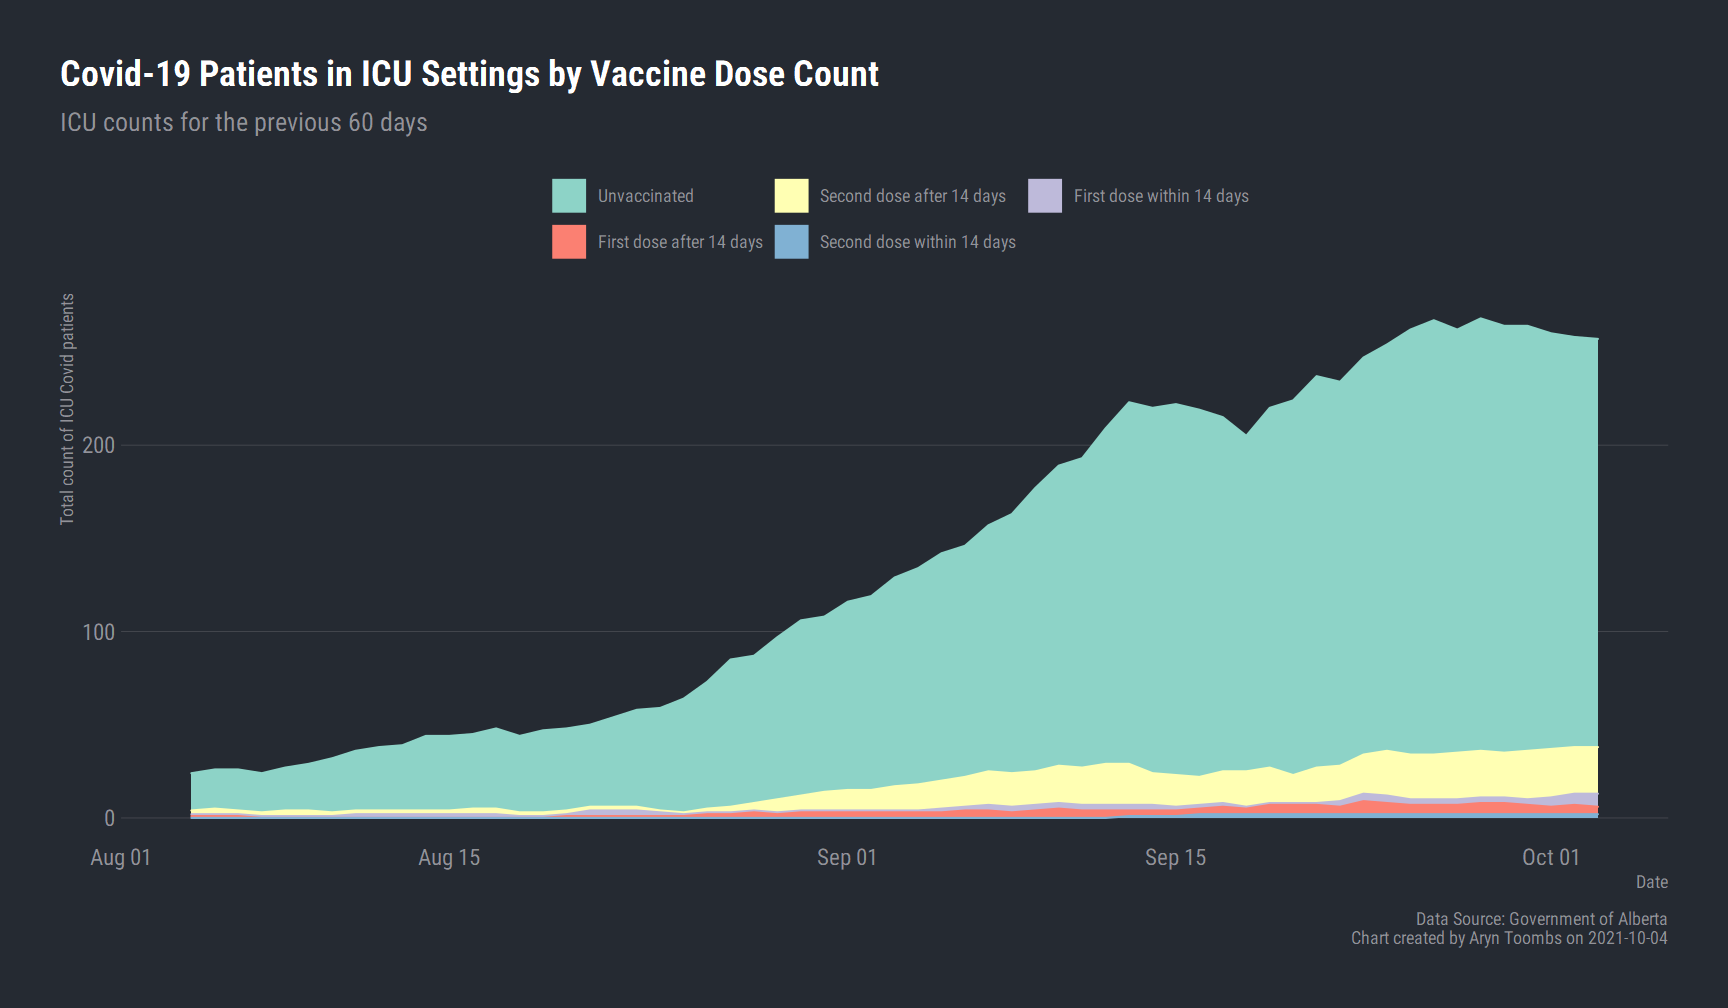 Covid-19 Patients in ICU Settings by Vaccine Dose Count
ICU counts for the previous 60 days
Unvaccinated
Second dose after 14 days
First dose within 14 days
First dose after 14 days
Second dose within 14 days
Total count of ICU Covid patients
200
100
0
Aug 01
Aug 15
Sep 01
Sep 15
Oct 01
Date
Data Source: Government of Alberta
Chart created by Aryn Toombs on 2021-10-04